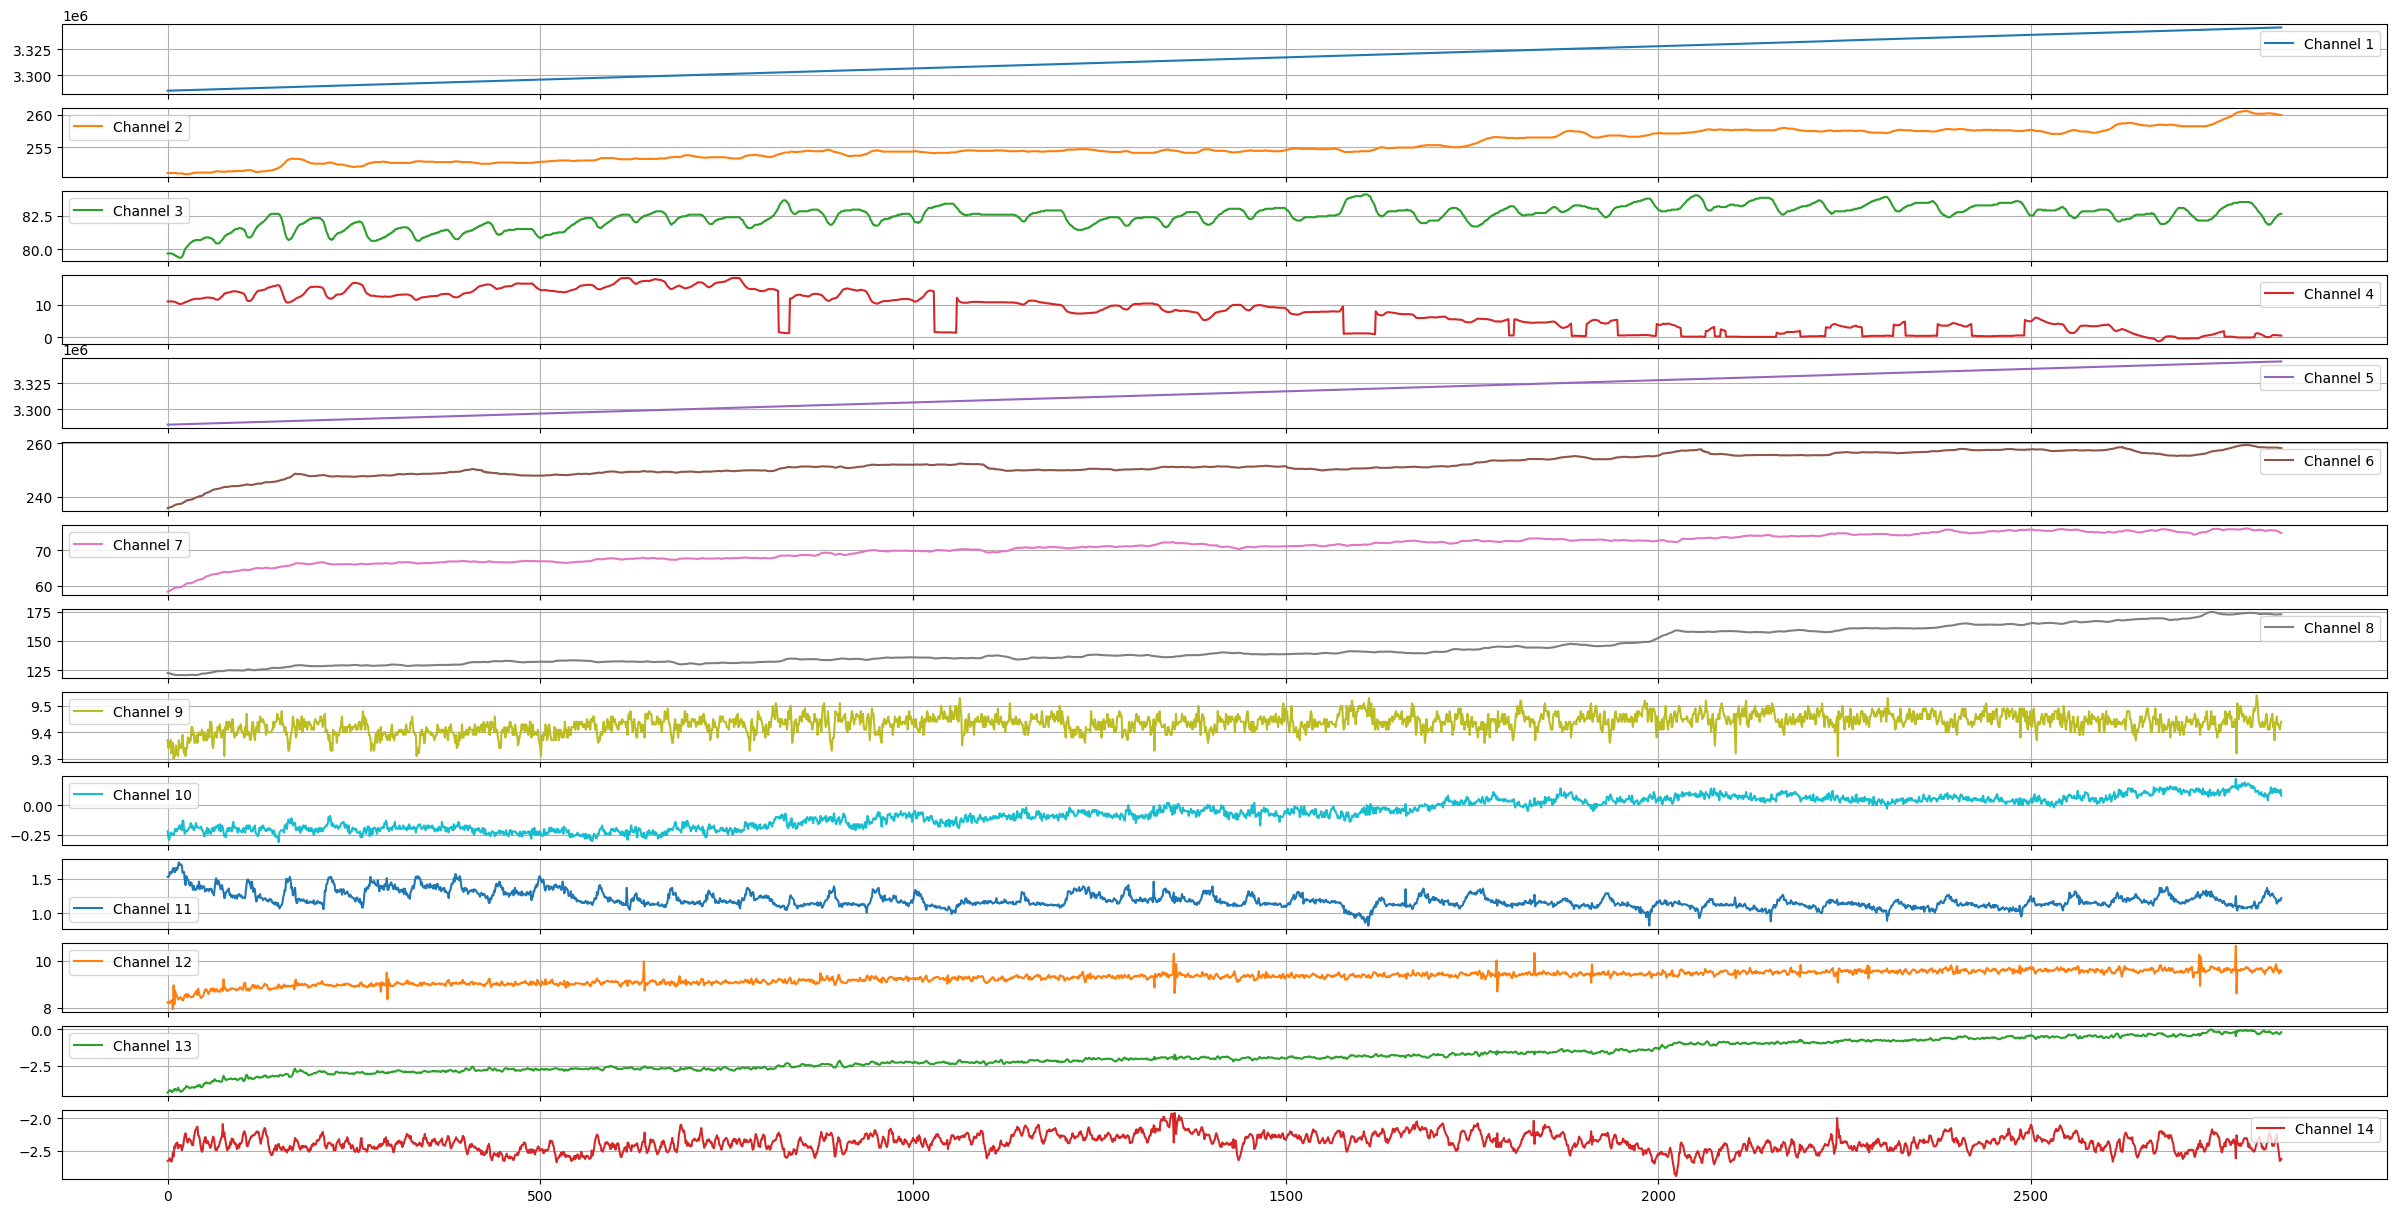 1e6
3.325
3.300
Channel 1
260
255
Channel 2
82.5
80.0
Channel 3
10
0
Channel 4
1e6
3.325
3.300
Channel 5
260
240
Channel 6
70
60
Channel 7
175
150
125
Channel 8
9.5
9.4
9.3
Channel 9
0.00
−0.25
Channel 10
1.5
1.0
Channel 11
10
8
Channel 12
0.0
−2.5
Channel 13
−2.0
−2.5
Channel 14
0 500 1000 1500 2000 2500